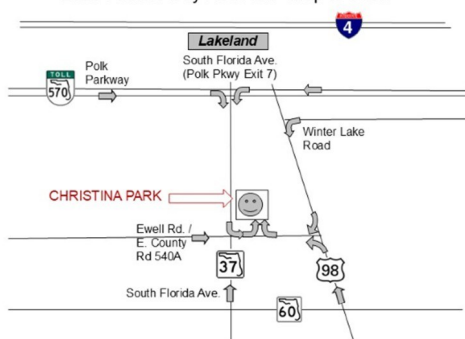 4
Lakeland
South Florida Ave.
(Polk Pkwy Exit 7)
Polk
Parkway
TOLL
570
Winter Lake
Road
CHRISTINA PARK
Ewell Rd. /
E. County
Rd 540A
37
98
South Florida Ave.
60